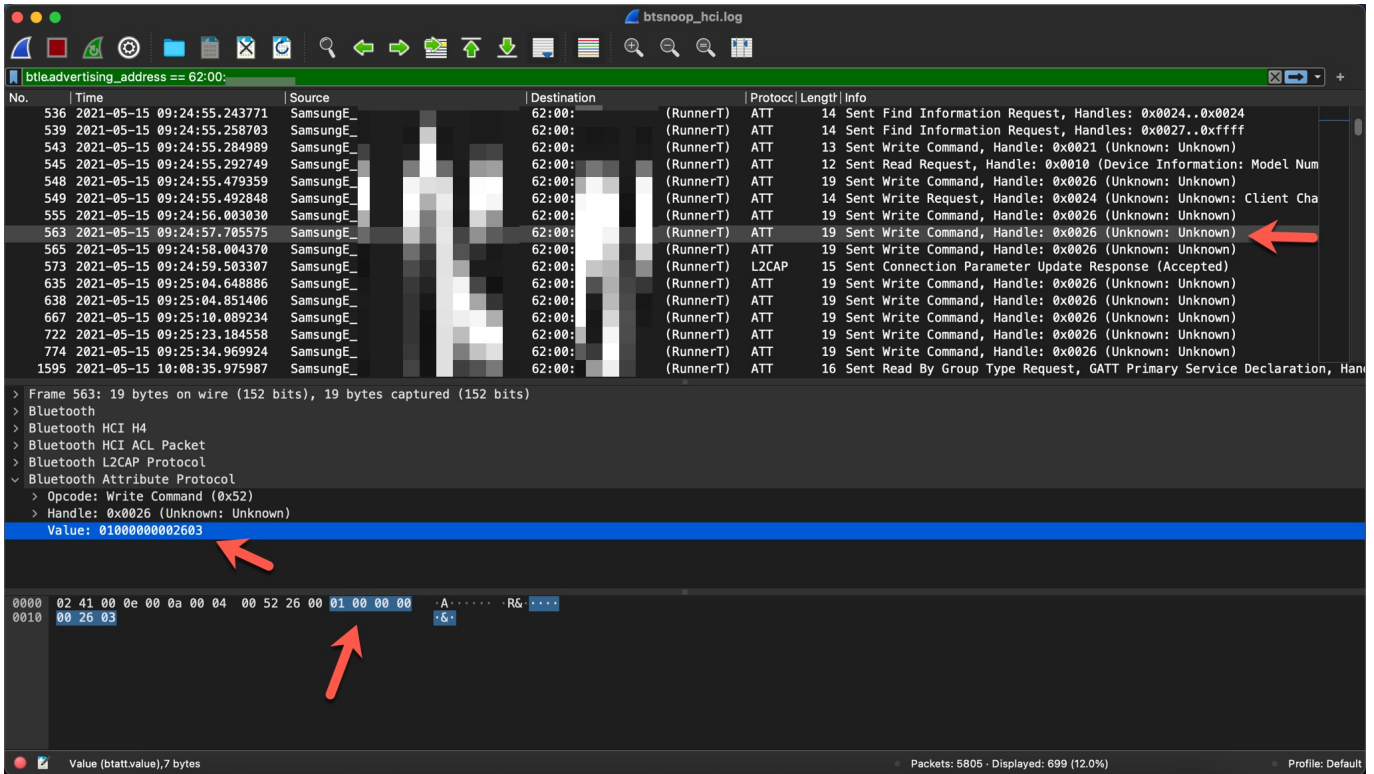 btsnoop_hci.log
btle.advertising_address == 62:00:
No. Time Source Destination Protocc Length Info
536 2021-05-15 09:24:55.243771 SamsungE_ 62:00: (RunnerT) ATT 14 Sent Find Information Request, Handles: 0x0024..0x0024
539 2021-05-15 09:24:55.258703 SamsungE_ 62:00: (RunnerT) ATT 14 Sent Find Information Request, Handles: 0x0027..0xffff
543 2021-05-15 09:24:55.284989 SamsungE_ 62:00: (RunnerT) ATT 13 Sent Write Command, Handle: 0x0021 (Unknown: Unknown)
545 2021-05-15 09:24:55.292749 SamsungE_ 62:00: (RunnerT) ATT 12 Sent Read Request, Handle: 0x0010 (Device Information: Model Num
548 2021-05-15 09:24:55.479359 SamsungE_ 62:00: (RunnerT) ATT 19 Sent Write Command, Handle: 0x0026 (Unknown: Unknown)
549 2021-05-15 09:24:55.492848 SamsungE_ 62:00: (RunnerT) ATT 14 Sent Write Request, Handle: 0x0024 (Unknown: Unknown: Client Cha
555 2021-05-15 09:24:56.003030 SamsungE_ 62:00: (RunnerT) ATT 19 Sent Write Command, Handle: 0x0026 (Unknown: Unknown)
563 2021-05-15 09:24:57.705575 SamsungE_ 62:00: (RunnerT) ATT 19 Sent Write Command, Handle: 0x0026 (Unknown: Unknown)
565 2021-05-15 09:24:58.004370 SamsungE_ 62:00: (RunnerT) ATT 19 Sent Write Command, Handle: 0x0026 (Unknown: Unknown)
573 2021-05-15 09:24:59.503307 SamsungE_ 62:00: (RunnerT) L2CAP 15 Sent Connection Parameter Update Response (Accepted)
635 2021-05-15 09:25:04.648886 SamsungE_ 62:00: (RunnerT) ATT 19 Sent Write Command, Handle: 0x0026 (Unknown: Unknown)
638 2021-05-15 09:25:04.851406 SamsungE_ 62:00: (RunnerT) ATT 19 Sent Write Command, Handle: 0x0026 (Unknown: Unknown)
667 2021-05-15 09:25:10.089234 SamsungE_ 62:00: (RunnerT) ATT 19 Sent Write Command, Handle: 0x0026 (Unknown: Unknown)
722 2021-05-15 09:25:23.184558 SamsungE_ 62:00: (RunnerT) ATT 19 Sent Write Command, Handle: 0x0026 (Unknown: Unknown)
774 2021-05-15 09:25:34.969924 SamsungE_ 62:00: (RunnerT) ATT 19 Sent Write Command, Handle: 0x0026 (Unknown: Unknown)
1595 2021-05-15 10:08:35.975987 SamsungE_ 62:00: (RunnerT) ATT 16 Sent Read By Group Type Request, GATT Primary Service Declaration, Han
> Frame 563: 19 bytes on wire (152 bits), 19 bytes captured (152 bits)
> Bluetooth
> Bluetooth HCI H4
> Bluetooth HCI ACL Packet
> Bluetooth L2CAP Protocol
Bluetooth Attribute Protocol
> Opcode: Write Command (0x52)
> Handle: 0x0026 (Unknown: Unknown)
Value: 01000000002603
0000 02 41 00 0e 00 0a 00 04 00 52 26 00 01 00 00 00 ·A······ ·R&·····
0010 00 26 03 ·&·
Value (btatt.value),7 bytes
Packets: 5805 · Displayed: 699 (12.0%)
Profile: Default